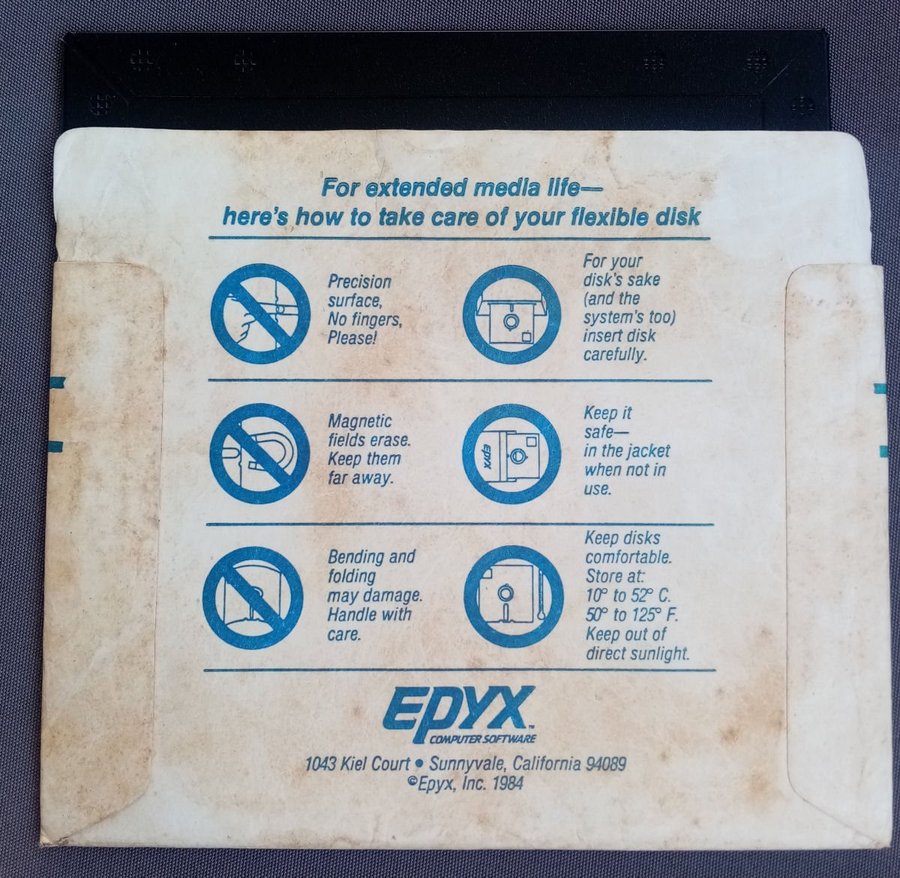 For extended media life—
here's how to take care of your flexible disk
Precision
surface,
No fingers,
Please!
For your
disk's sake
(and the
system's too)
insert disk
carefully.
Magnetic
fields erase.
Keep them
far away.
EPYX
Keep it
safe—
in the jacket
when not in
use.
Bending and
folding
may damage.
Handle with
care.
Keep disks
comfortable.
Store at:
10° to 52° C.
50° to 125° F.
Keep out of
direct sunlight.
EPYX™
COMPUTER SOFTWARE
1043 Kiel Court • Sunnyvale, California 94089
©Epyx, Inc. 1984